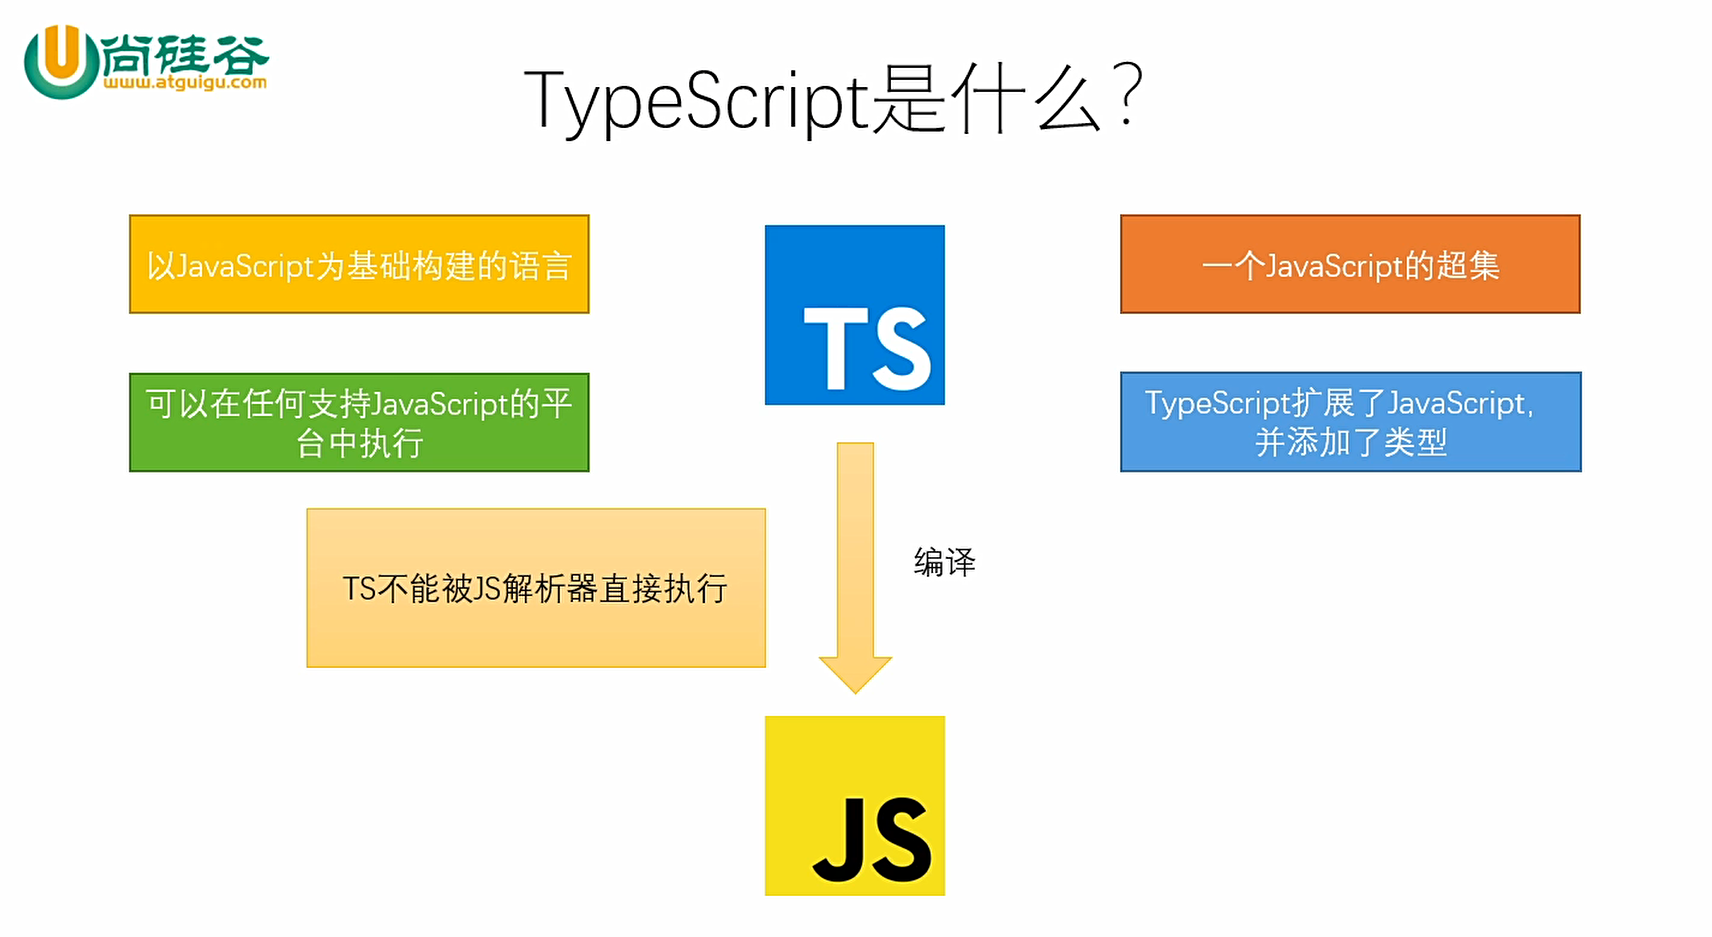 尚硅谷
www.atguigu.com
TypeScript是什么？
以JavaScript为基础构建的语言
一个JavaScript的超集
可以在任何支持JavaScript的平
台中执行
TypeScript扩展了JavaScript，
并添加了类型
TS
TS不能被JS解析器直接执行
编译
JS